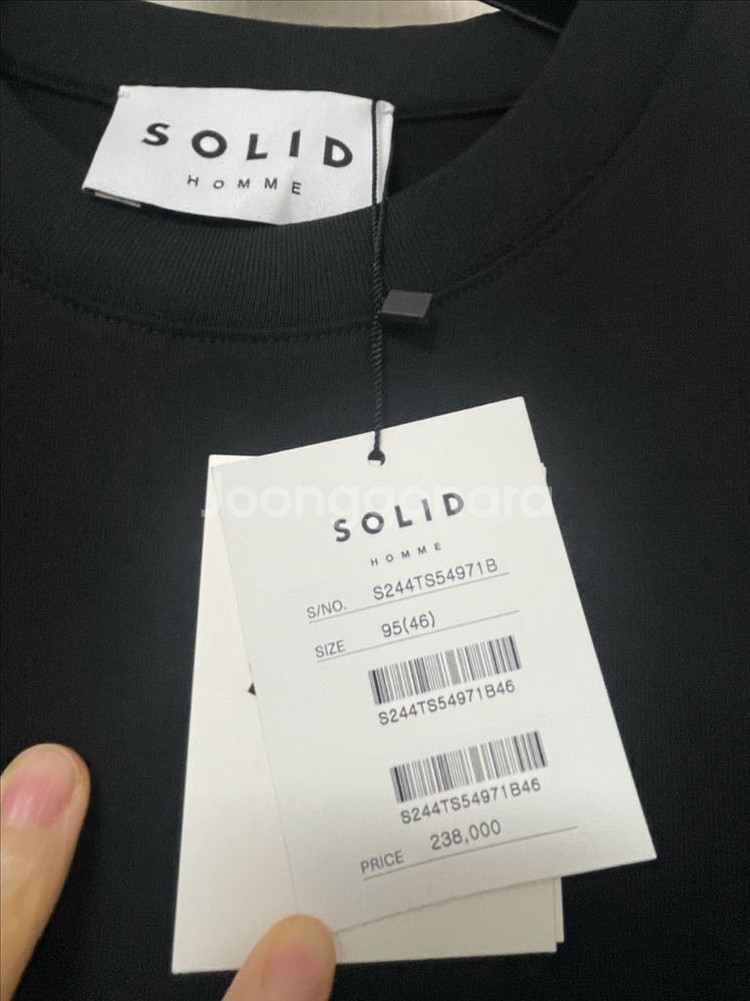 SOLID
HOMME
Joonggonara
SOLID
HOMME
S/NO. S244TS54971B
SIZE 95(46)
S244TS54971B46
S244TS54971B46
PRICE 238,000